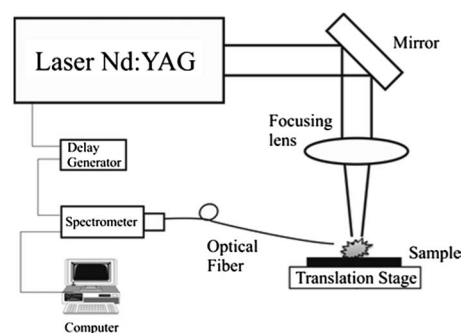 Laser Nd:YAG
Mirror
Focusing
lens
Delay
Generator
Spectrometer
Optical
Fiber
Sample
Translation Stage
Computer